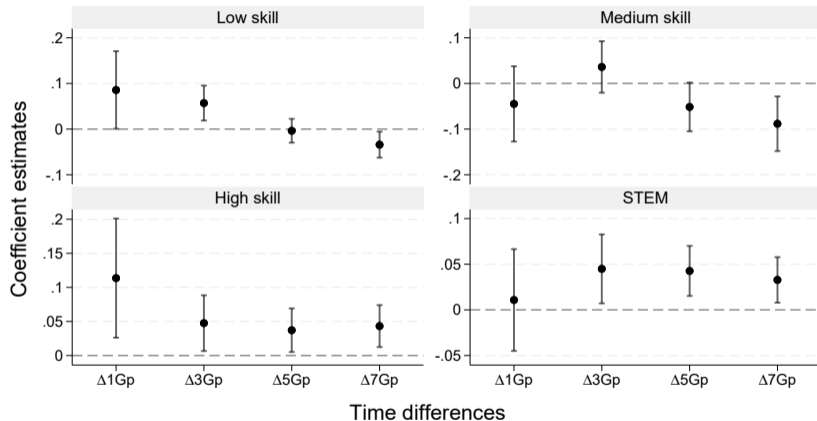 Low skill
Medium skill
.2
.1
0
-.1
.1
0
-.1
-.2
High skill
STEM
.2
.15
.1
.05
0
.1
.05
0
-.05
Δ1Gp Δ3Gp Δ5Gp Δ7Gp
Δ1Gp Δ3Gp Δ5Gp Δ7Gp
Coefficient estimates
Time differences